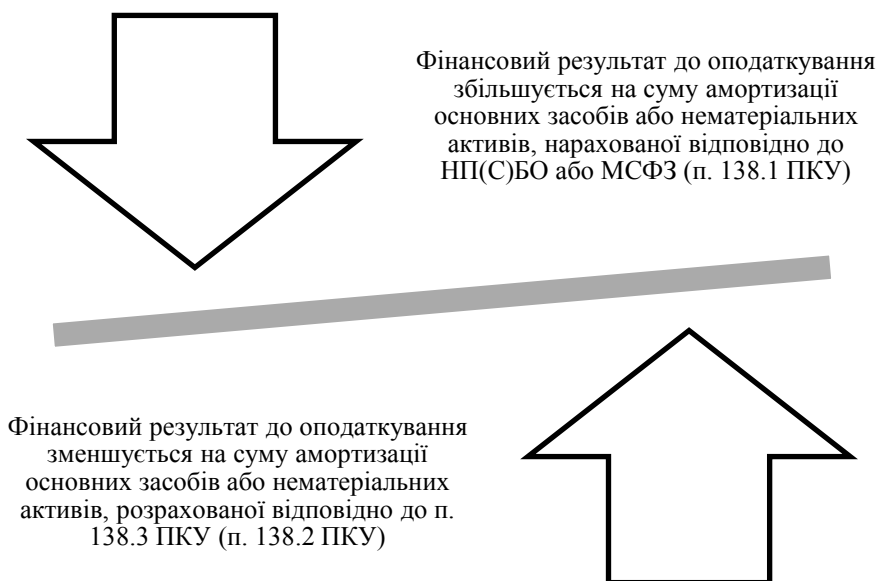 Фінансовий результат до оподаткування
збільшується на суму амортизації
основних засобів або нематеріальних
активів, нарахованої відповідно до
НП(С)БО або МСФЗ (п. 138.1 ПКУ)
Фінансовий результат до оподаткування
зменшується на суму амортизації
основних засобів або нематеріальних
активів, розрахованої відповідно до п.
138.3 ПКУ (п. 138.2 ПКУ)